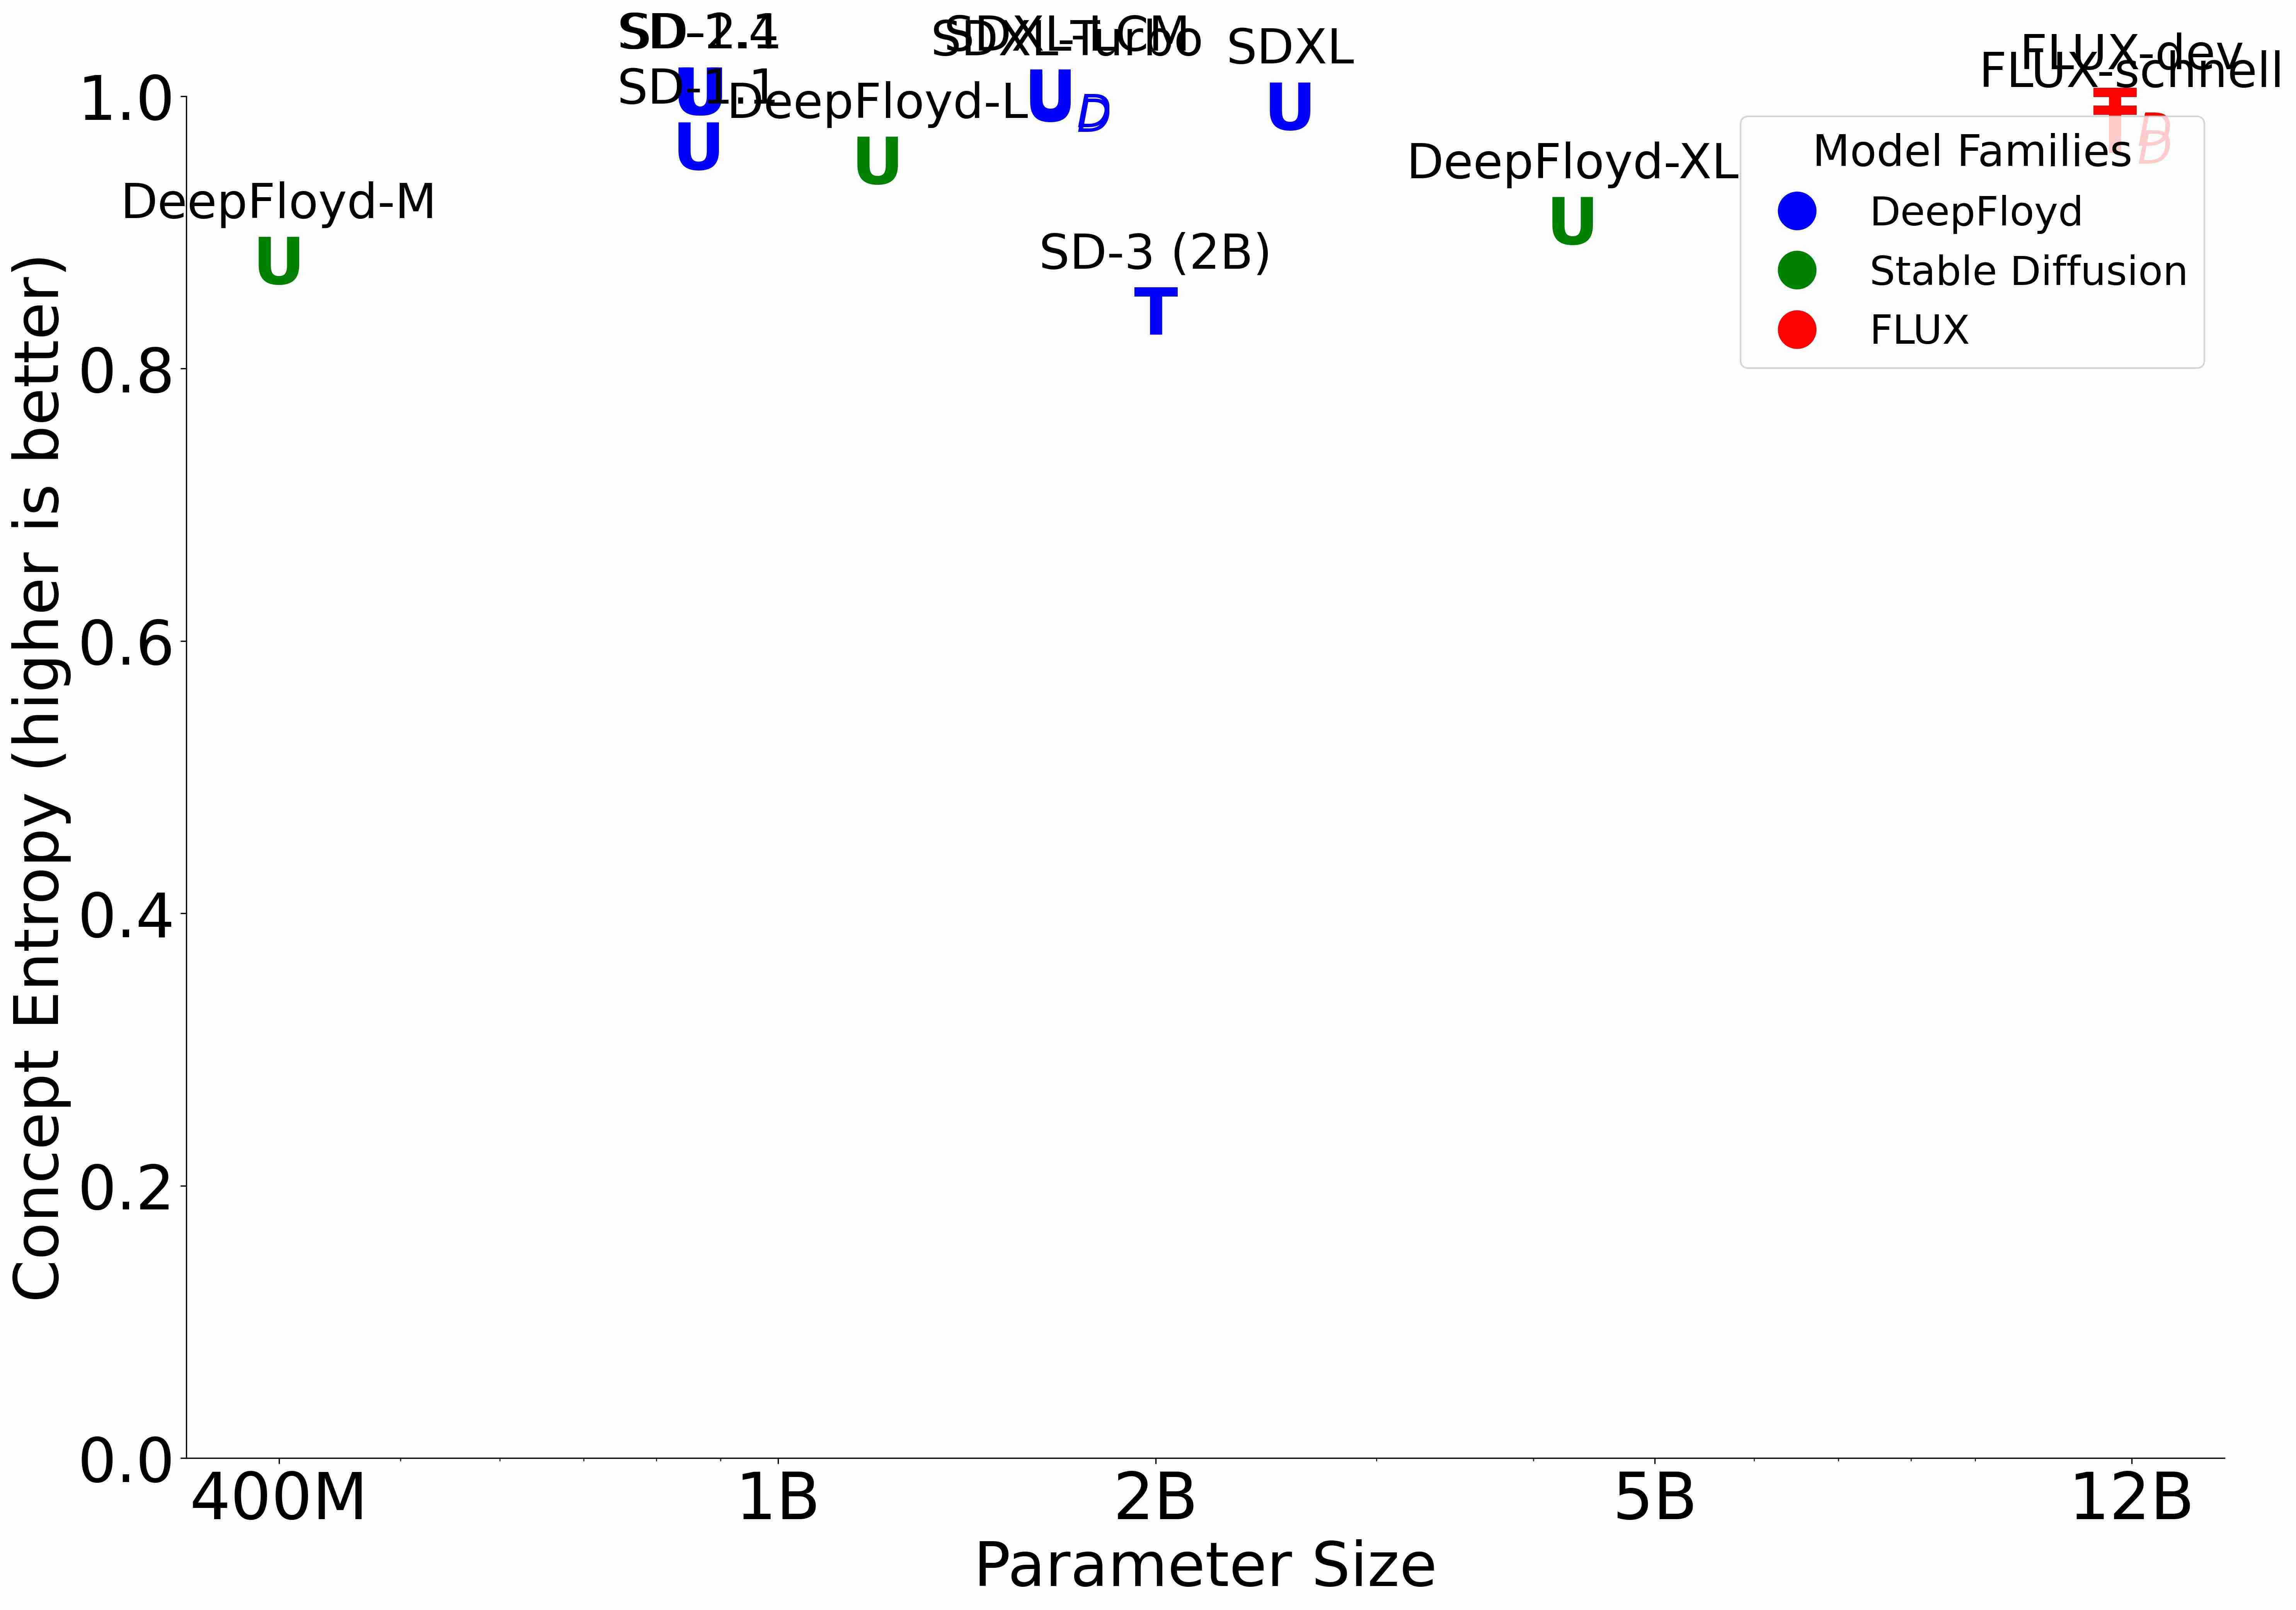 SD-2.1
SD-1.4
SDXL-LCM
SDXL-Turbo
SDXL
FLUX-dev
FLUX-schnell
U
SD-1.1
U
DeepFloyd-L
U
U
D
D
U
T
T
D
D
DeepFloyd-XL
U
DeepFloyd-M
U
SD-3 (2B)
T
Model Families
DeepFloyd
Stable Diffusion
FLUX
Concept Entropy (higher is better)
1.0
0.8
0.6
0.4
0.2
0.0
400M
1B
2B
5B
12B
Parameter Size